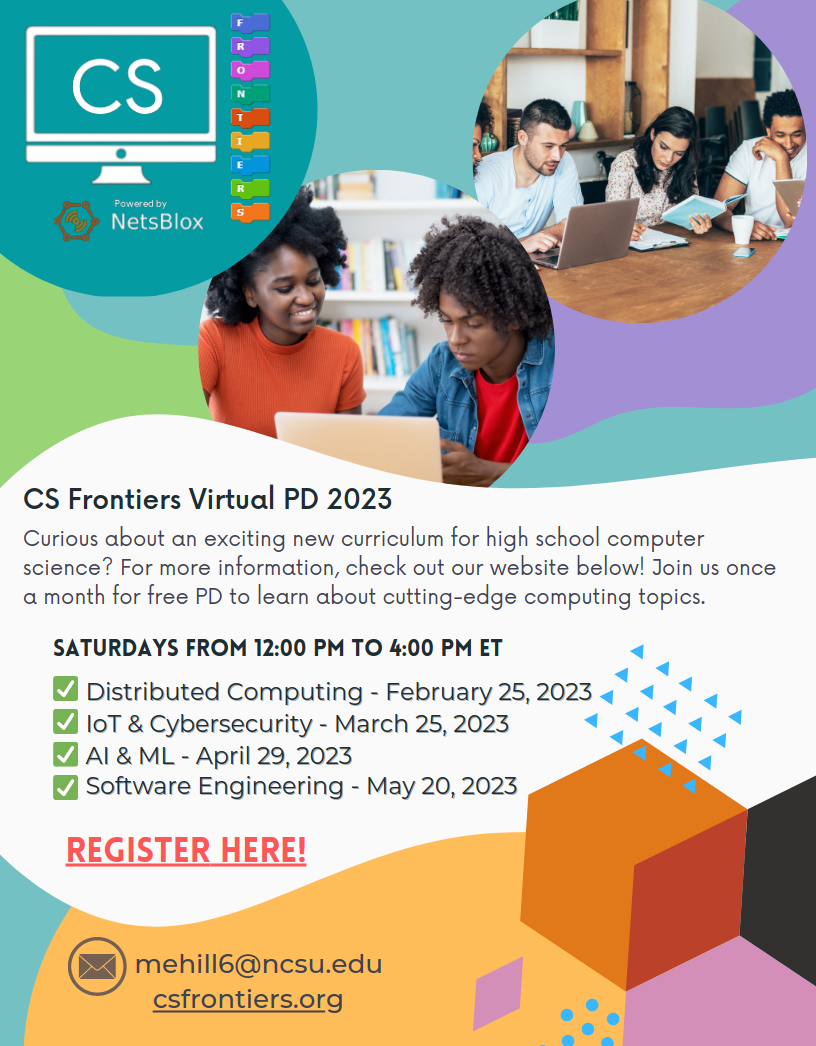 CS
F
R
O
N
T
I
E
R
S
Powered by
NetsBlox
CS Frontiers Virtual PD 2023
Curious about an exciting new curriculum for high school computer
science? For more information, check out our website below! Join us once
a month for free PD to learn about cutting-edge computing topics.
SATURDAYS FROM 12:00 PM TO 4:00 PM ET
Distributed Computing - February 25, 2023
IoT & Cybersecurity - March 25, 2023
AI & ML - April 29, 2023
Software Engineering - May 20, 2023
REGISTER HERE!
mehill6@ncsu.edu
csfrontiers.org